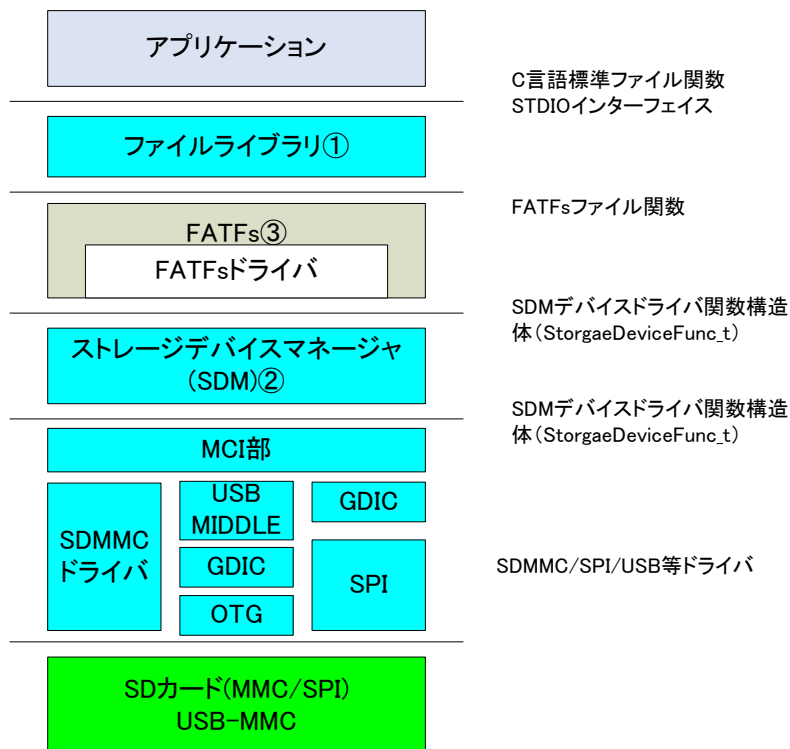 アプリケーション
C言語標準ファイル関数
STDIOインターフェイス
ファイルライブラリ①
FATFsファイル関数
FATFs③
FATFsドライバ
SDMデバイスドライバ関数構造
体(StorgaeDeviceFunc_t)
ストレージデバイスマネージャ
(SDM)②
SDMデバイスドライバ関数構造
体(StorgaeDeviceFunc_t)
MCI部
SDMMC
ドライバ
USB
MIDDLE
GDIC
OTG
GDIC
SPI
SDMMC/SPI/USB等ドライバ
SDカード(MMC/SPI)
USB-MMC